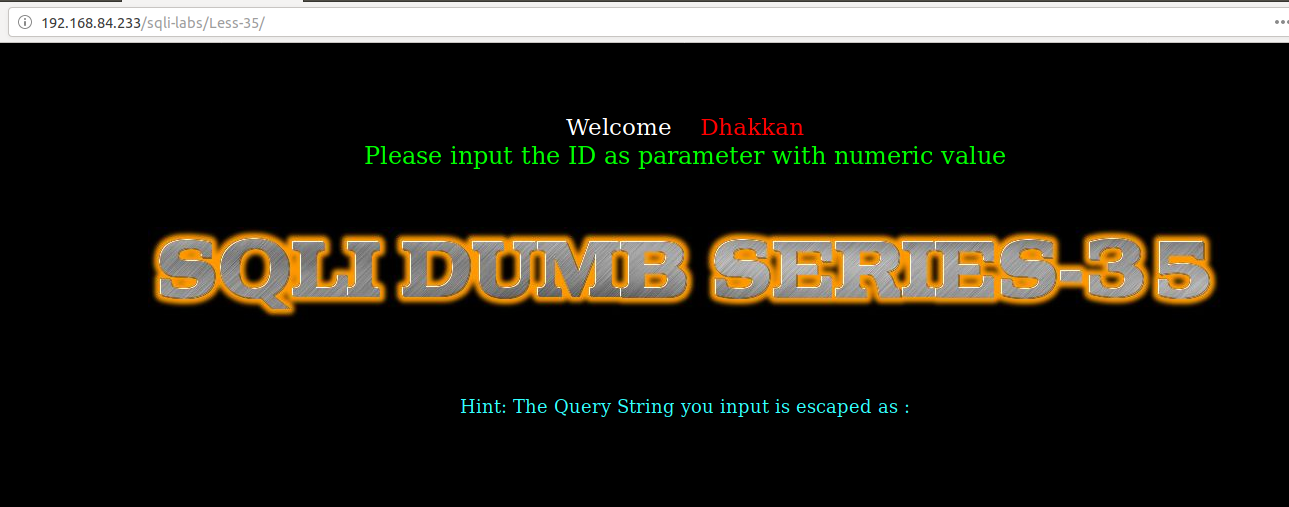 192.168.84.233/sqli-labs/Less-35/
Welcome Dhakkan
Please input the ID as parameter with numeric value
SQLI DUMB SERIES-35
Hint: The Query String you input is escaped as :